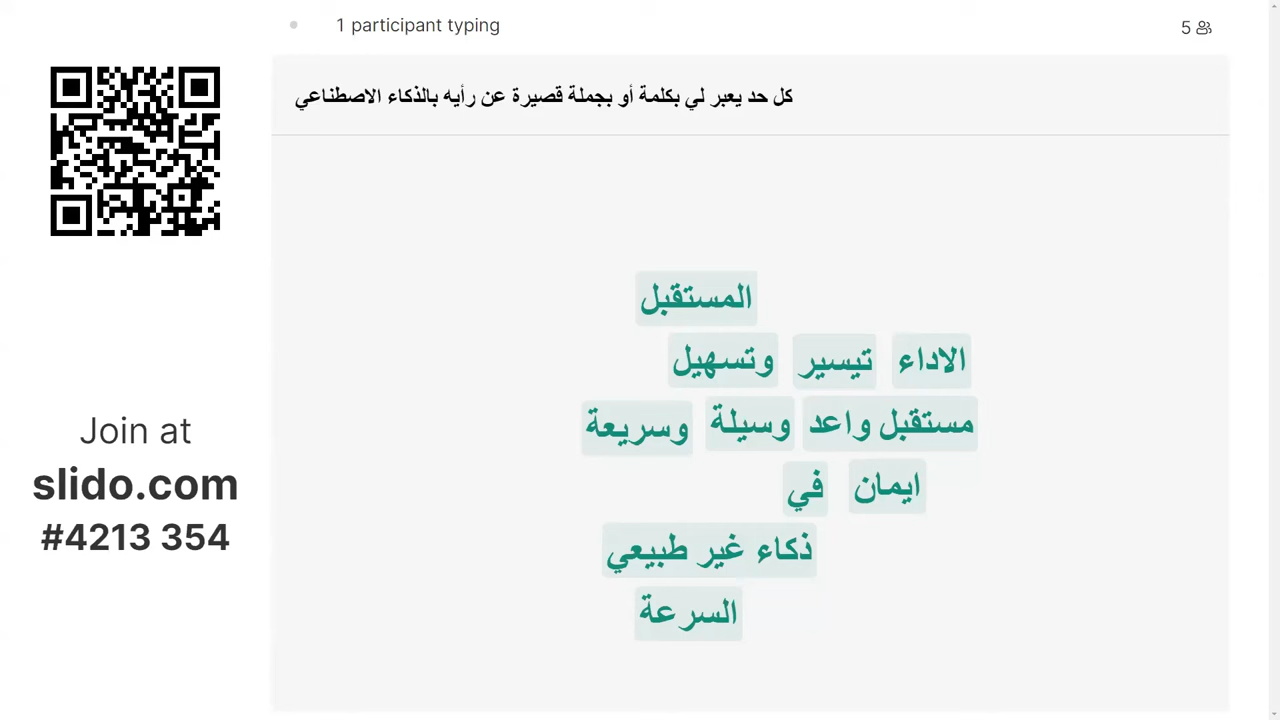 1 participant typing
5
كل حد يعبر لي بكلمة أو بجملة قصيرة عن رأيه بالذكاء الاصطناعي
المستقبل
الاداء تيسير وتسهيل
مستقبل واعد وسيلة وسريعة
ايمان في
ذكاء غير طبيعي
السرعة
Join at
slido.com
#4213 354